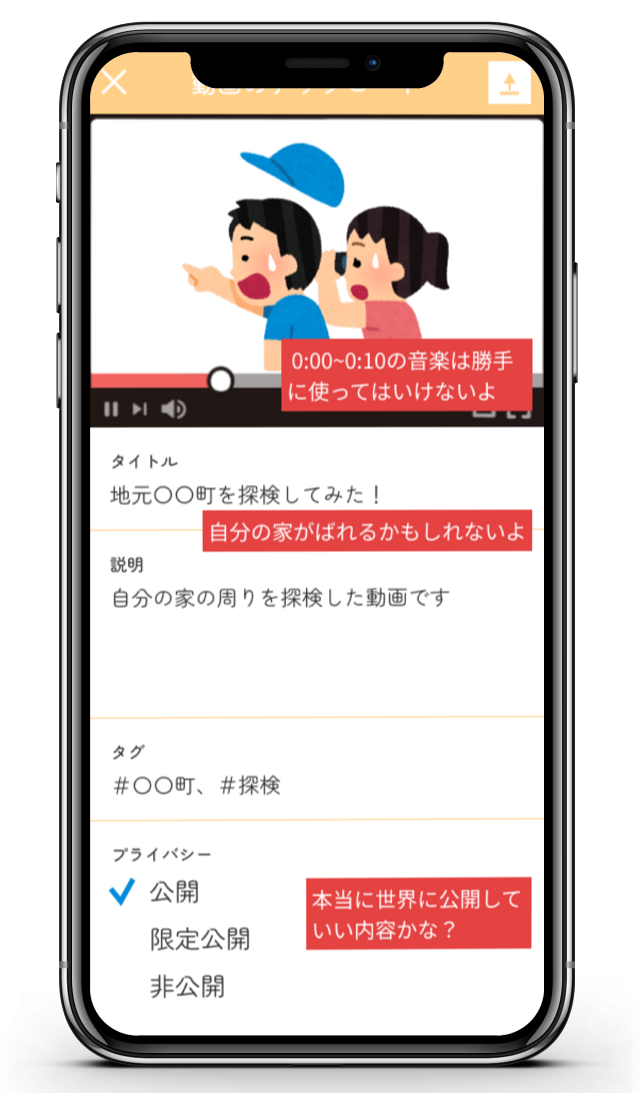 0:00~0:10の音楽は勝手
に使ってはいけないよ
タイトル
地元〇〇町を探検してみた！
自分の家がばれるかもしれないよ
説明
自分の家の周りを探検した動画です
タグ
＃〇〇町、＃探検
プライバシー
公開
本当に世界に公開して
いい内容かな？
限定公開
非公開